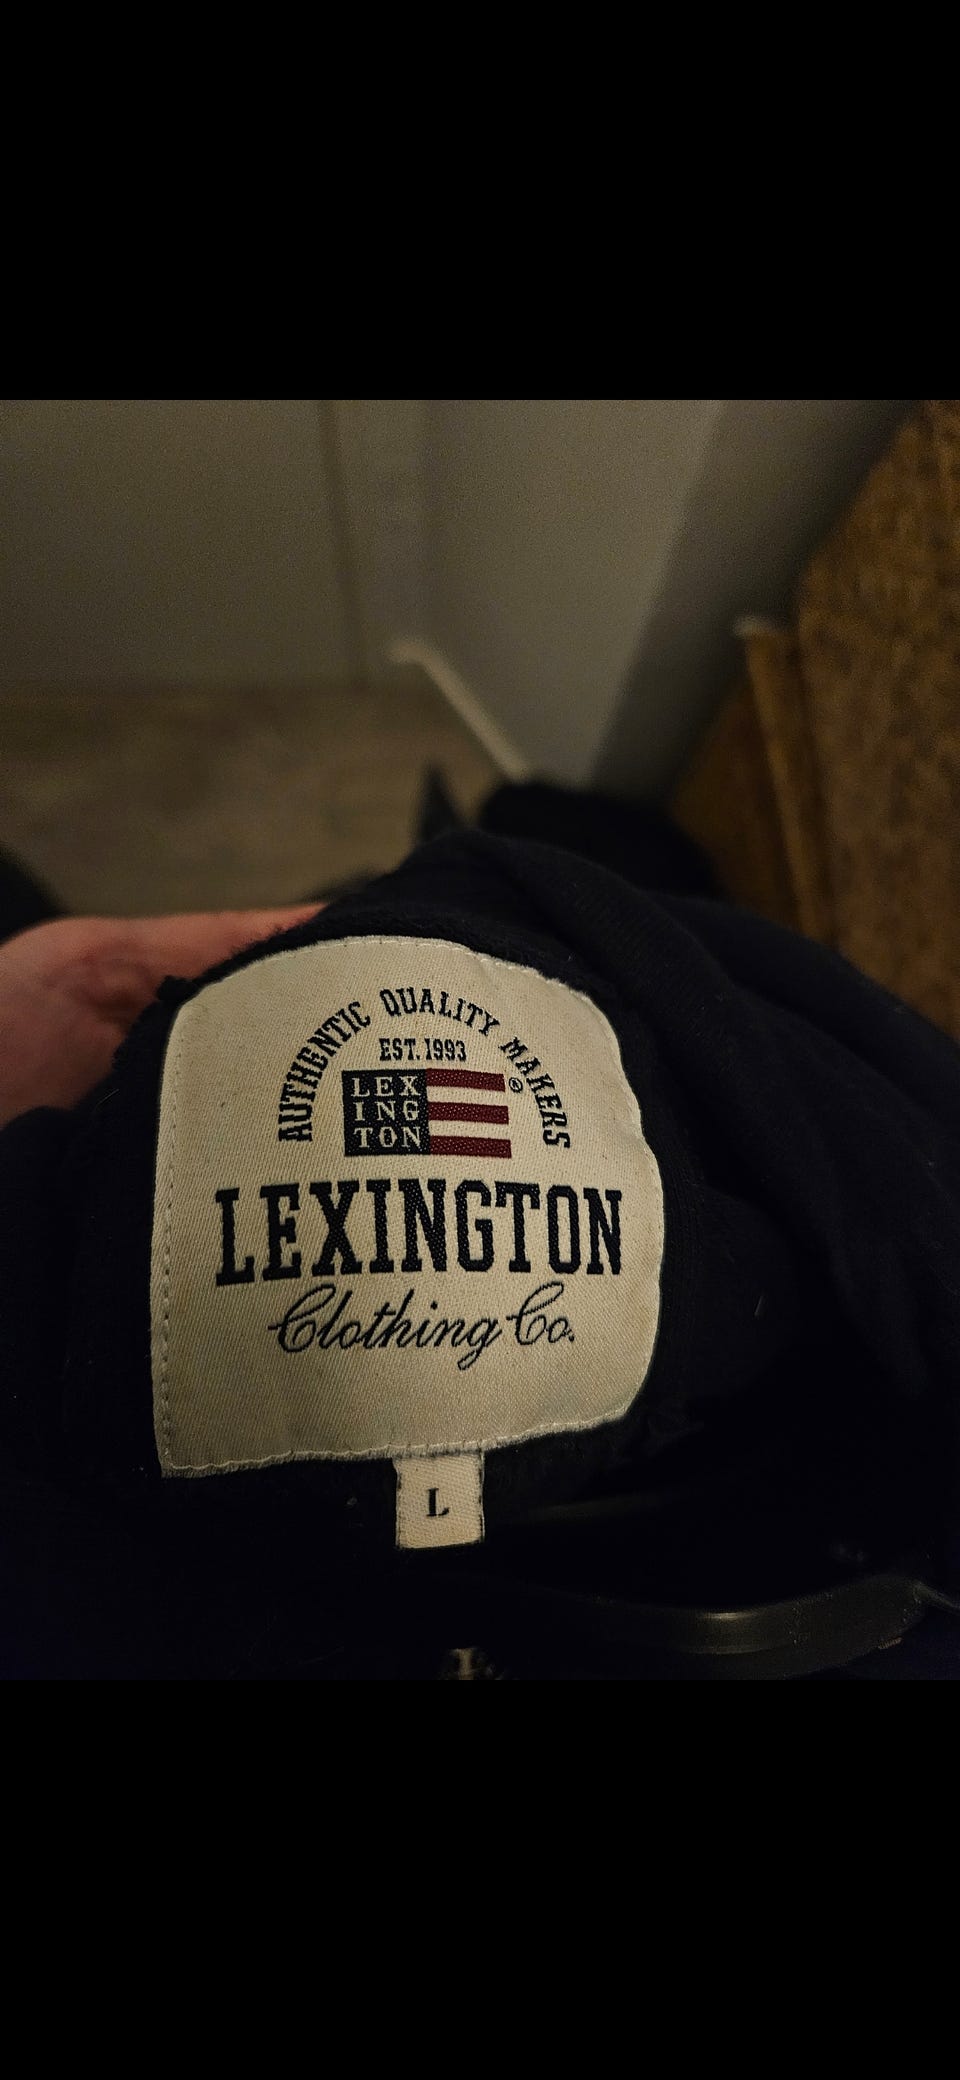 AUTHENTIC QUALITY MAKERS
EST. 1993
LEX
ING
TON
®
LEXINGTON
Clothing Co.
L